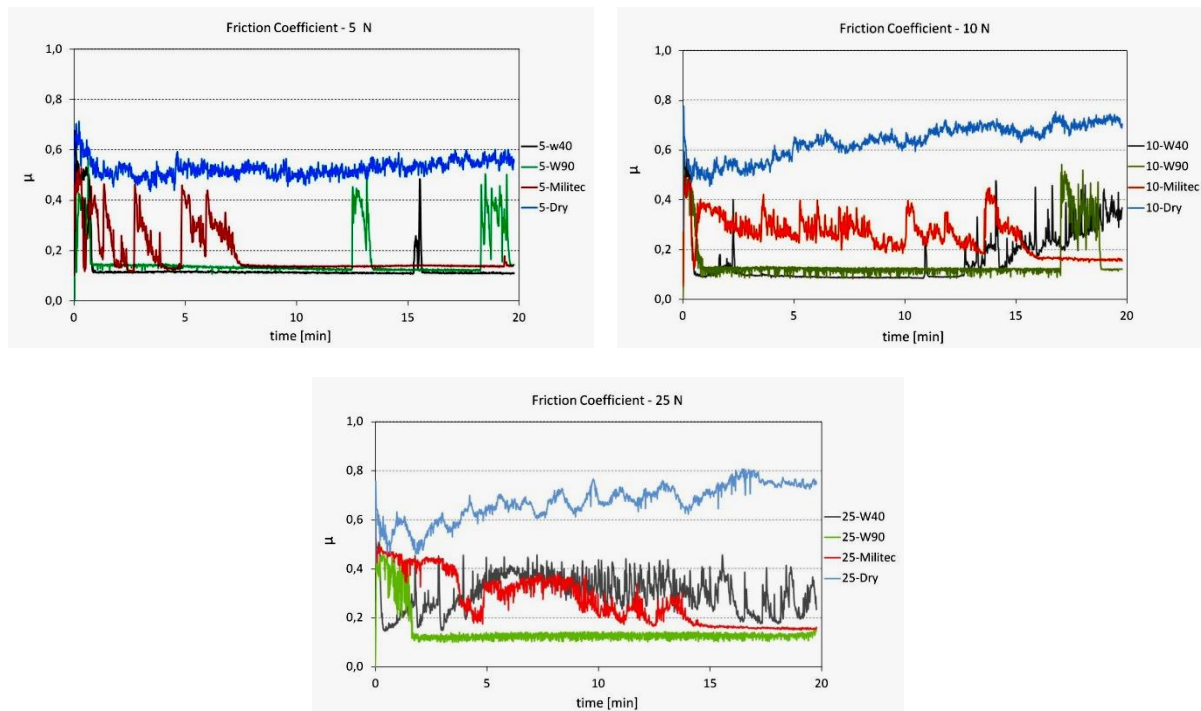 Friction Coefficient - 5 N
1,0
0,8
0,6
μ
0,4
0,2
0,0
0 5 10 15 20
time [min]
5-w40
5-W90
5-Militec
5-Dry
Friction Coefficient - 10 N
1,0
0,8
0,6
μ
0,4
0,2
0,0
0 5 10 15 20
time [min]
10-W40
10-W90
10-Militec
10-Dry
Friction Coefficient - 25 N
1,0
0,8
0,6
μ
0,4
0,2
0,0
0 5 10 15 20
time [min]
25-W40
25-W90
25-Militec
25-Dry